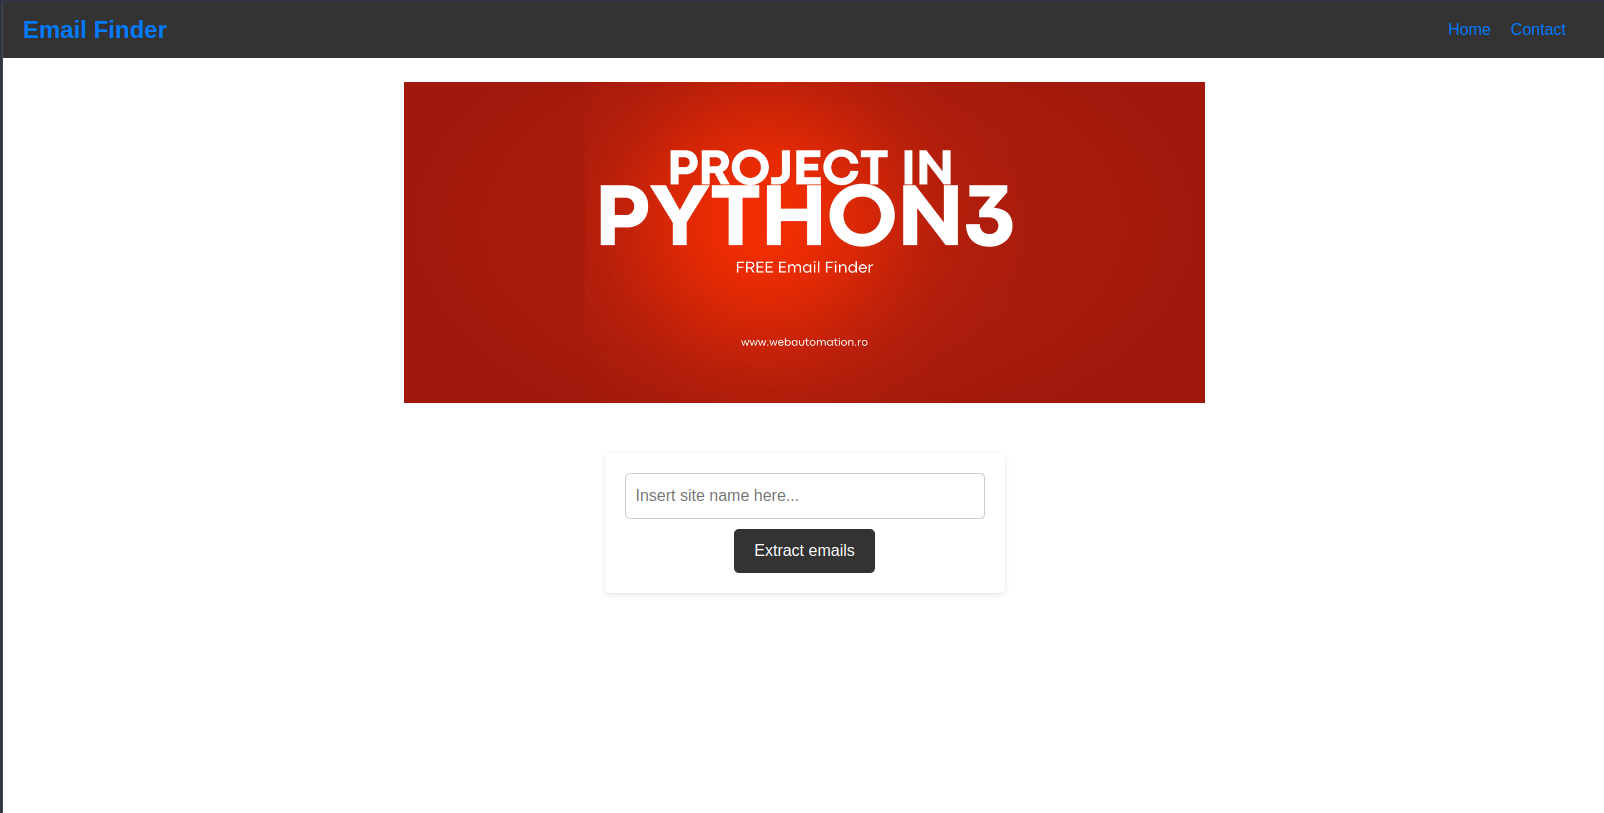 Email Finder
Home Contact
PROJECT IN
PYTHON3
FREE Email Finder
www.webautomation.ro
Insert site name here...
Extract emails